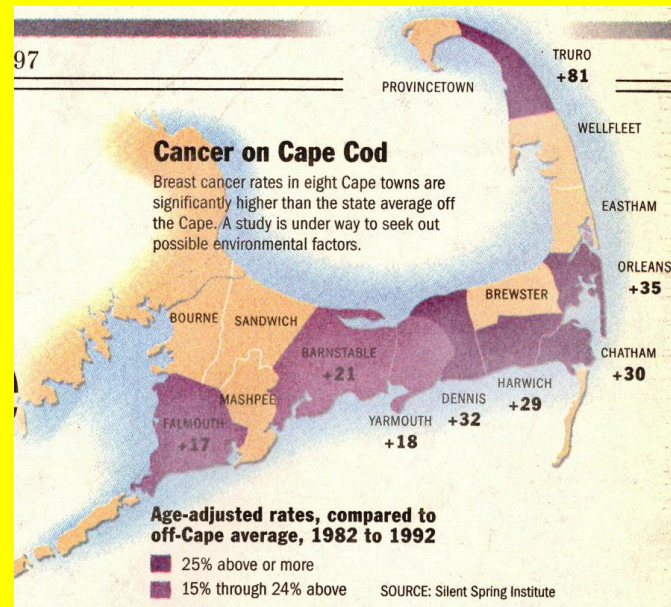 97
TRURO
+81
PROVINCETOWN
WELLFLEET
Cancer on Cape Cod
Breast cancer rates in eight Cape towns are
significantly higher than the state average off
the Cape. A study is under way to seek out
possible environmental factors.
EASTHAM
ORLEANS
+35
BREWSTER
BOURNE
SANDWICH
BARNSTABLE
+21
CHATHAM
+30
HARWICH
+29
MASHPEE
DENNIS
+32
FALMOUTH
+17
YARMOUTH
+18
Age-adjusted rates, compared to
off-Cape average, 1982 to 1992
25% above or more
15% through 24% above
SOURCE: Silent Spring Institute